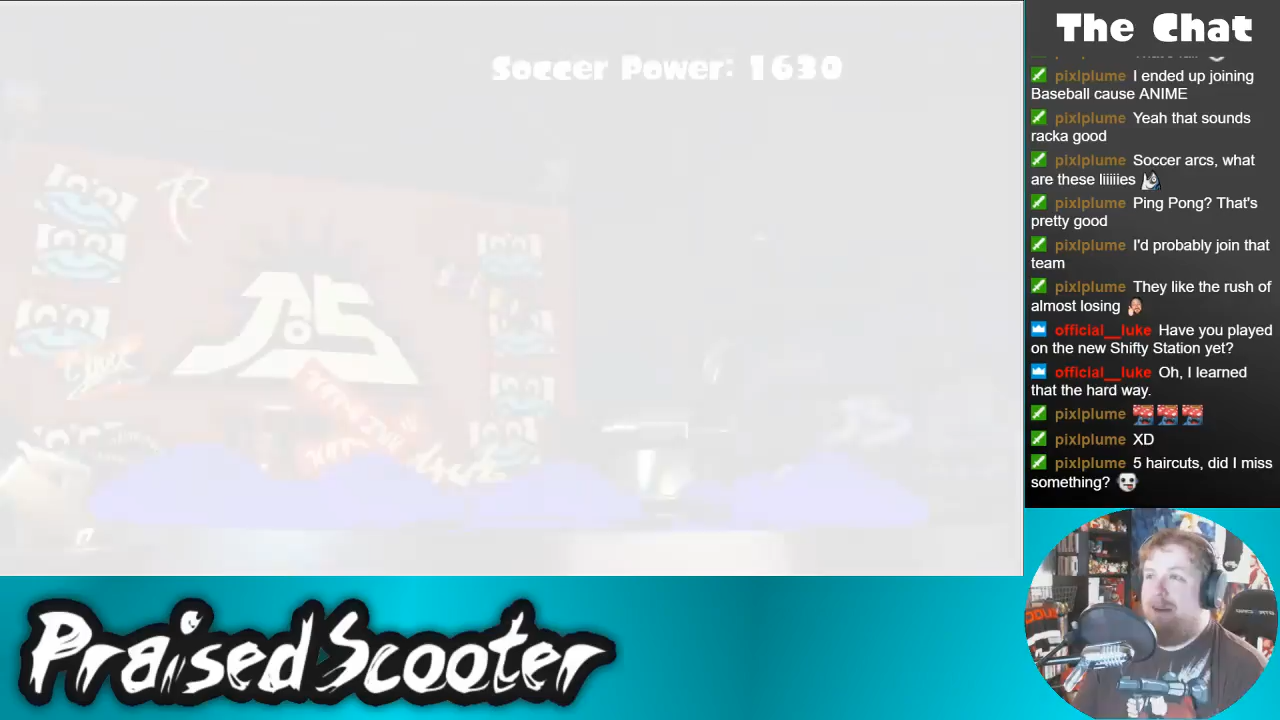 Soccer Power: 1630
The Chat
pixlplume I ended up joining
Baseball cause ANIME
pixlplume Yeah that sounds
racka good
pixlplume Soccer arcs, what
are these liiiiies
pixlplume Ping Pong? That's
pretty good
pixlplume I'd probably join that
team
pixlplume They like the rush of
almost losing
official__luke Have you played
on the new Shifty Station yet?
official__luke Oh, I learned
that the hard way.
pixlplume
pixlplume XD
pixlplume 5 haircuts, did I miss
something?
PraisedScooter